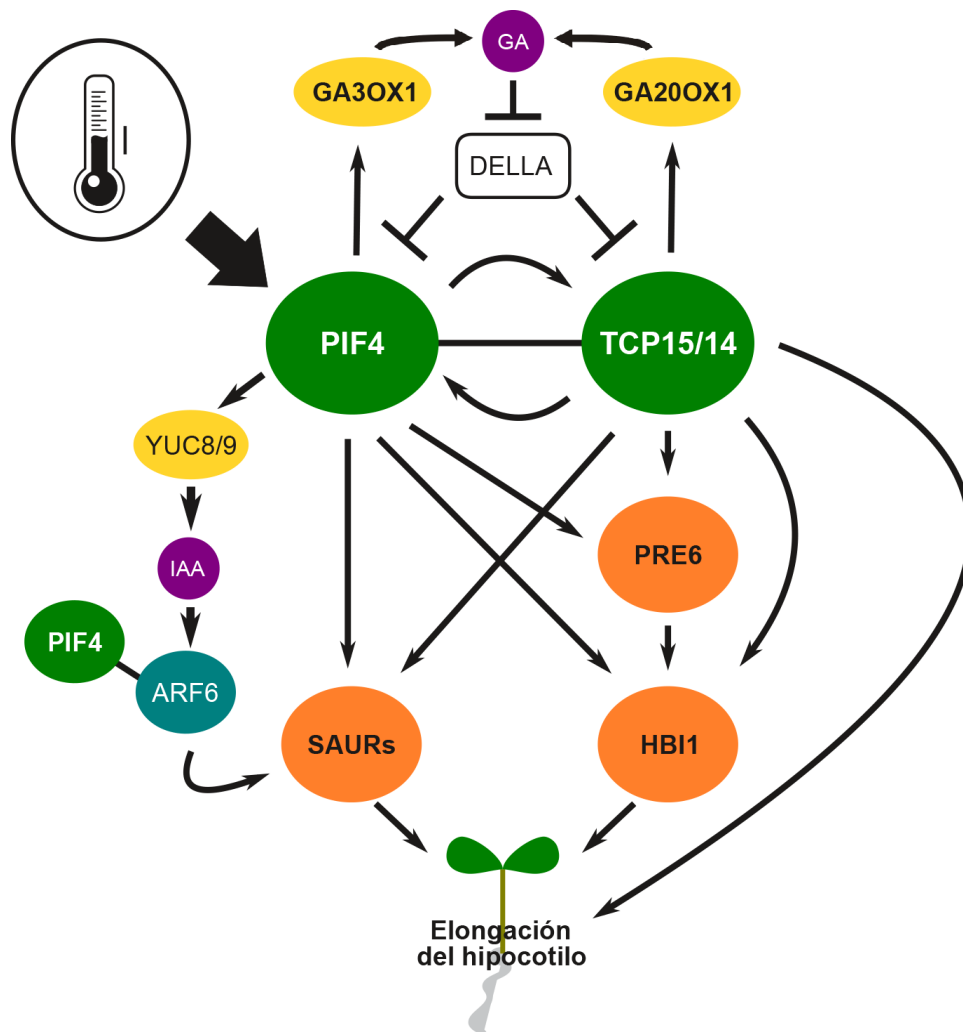 GA
GA3OX1
GA20OX1
DELLA
PIF4
TCP15/14
YUC8/9
IAA
PRE6
PIF4
ARF6
SAURs
HBI1
Elongación
del hipocotilo